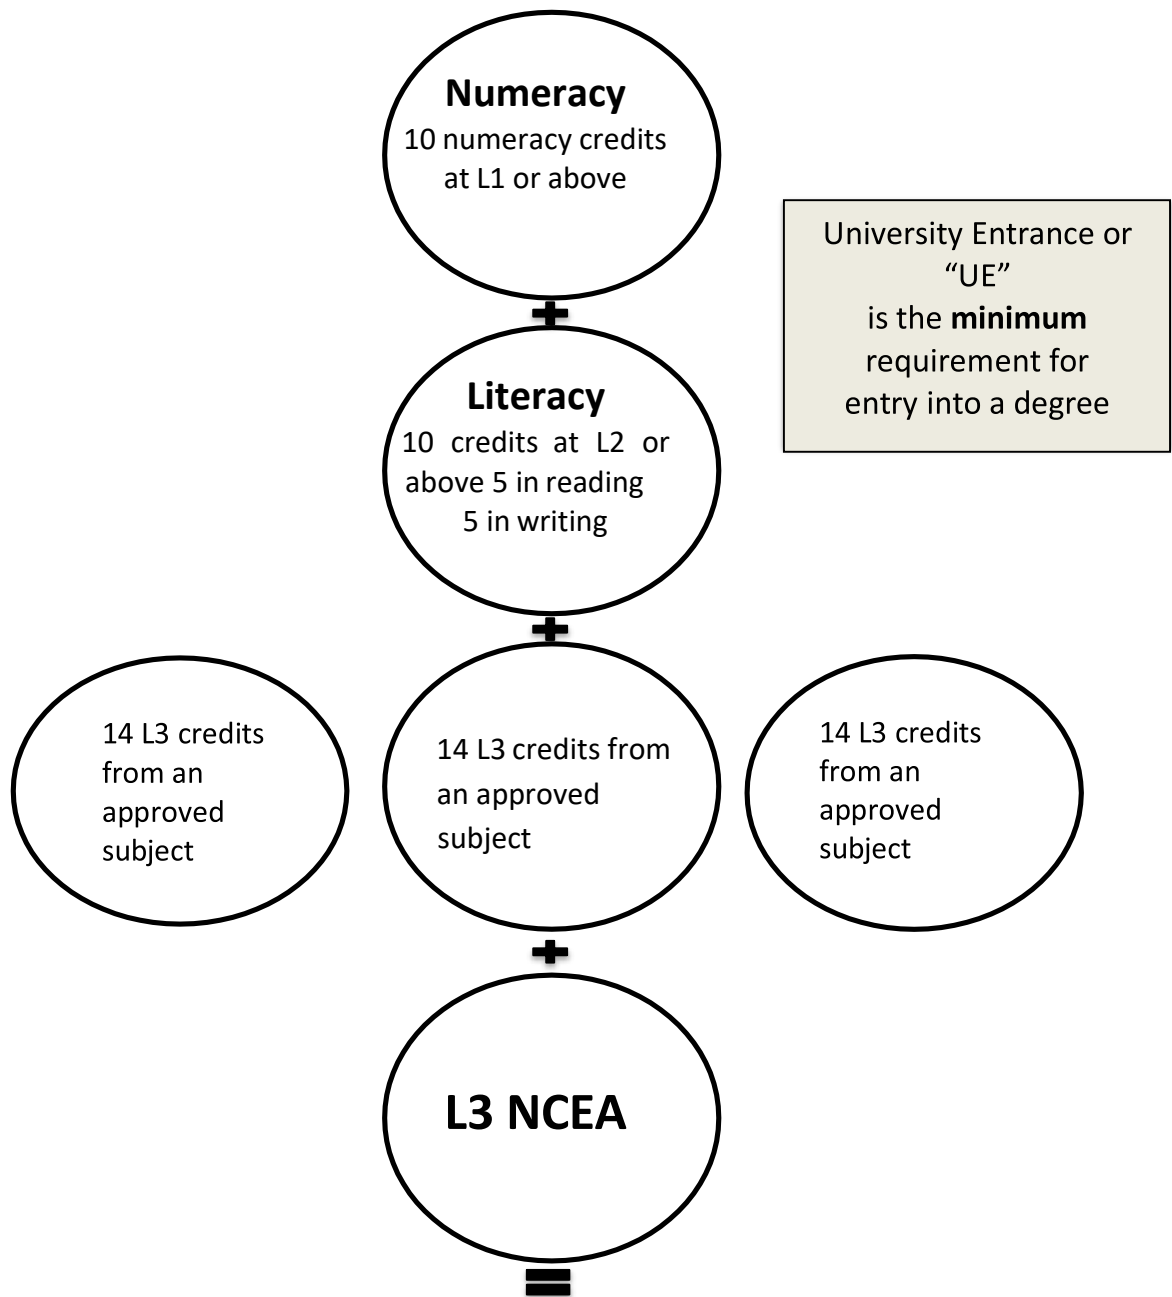 Numeracy
10 numeracy credits
at L1 or above
+
University Entrance or
“UE”
is the minimum
requirement for
entry into a degree
Literacy
10 credits at L2 or
above 5 in reading
5 in writing
+
14 L3 credits
from an
approved
subject
14 L3 credits from
an approved
subject
14 L3 credits
from an
approved
subject
+
L3 NCEA
=